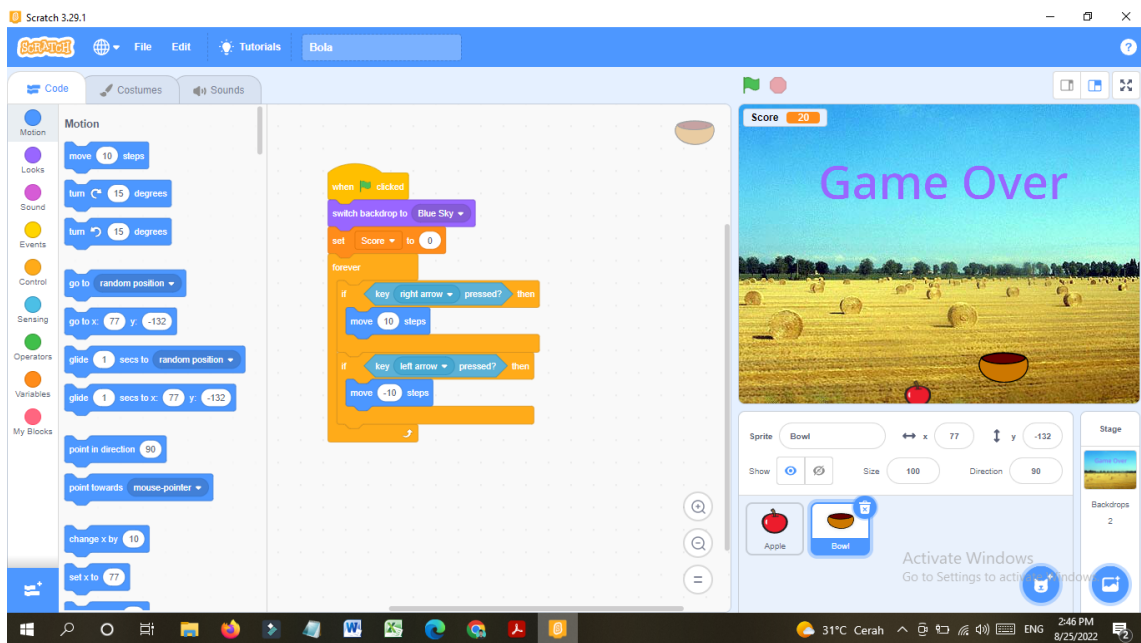 Scratch 3.29.1
SCRATCH File Edit Tutorials Bola ?
Code Costumes Sounds
Motion
Looks
Sound
Events
Control
Sensing
Operators
Variables
My Blocks
Motion
move 10 steps
turn 15 degrees
turn 15 degrees
go to random position
go to x: 77 y: -132
glide 1 secs to random position
glide 1 secs to x: 77 y: -132
point in direction 90
point towards mouse-pointer
change x by 10
set x to 77
when clicked
switch backdrop to Blue Sky
set Score to 0
forever
if key right arrow pressed? then
move 10 steps
if key left arrow pressed? then
move -10 steps
Score 20
Game Over
Sprite Bowl x 77 y -132
Show Size 100 Direction 90
Apple
Bowl
Stage
Game Over
Backdrops
2
Activate Windows
Go to Settings to activ ndow
31°C Cerah ENG
2:46 PM
8/25/2022
2